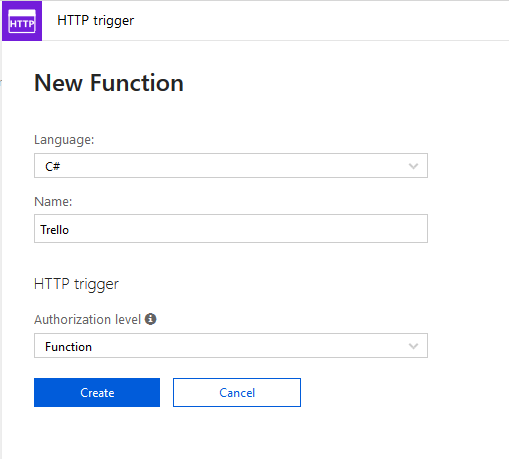 HTTP
HTTP trigger
New Function
Language:
C#
Name:
Trello
HTTP trigger
Authorization level
Function
Create
Cancel